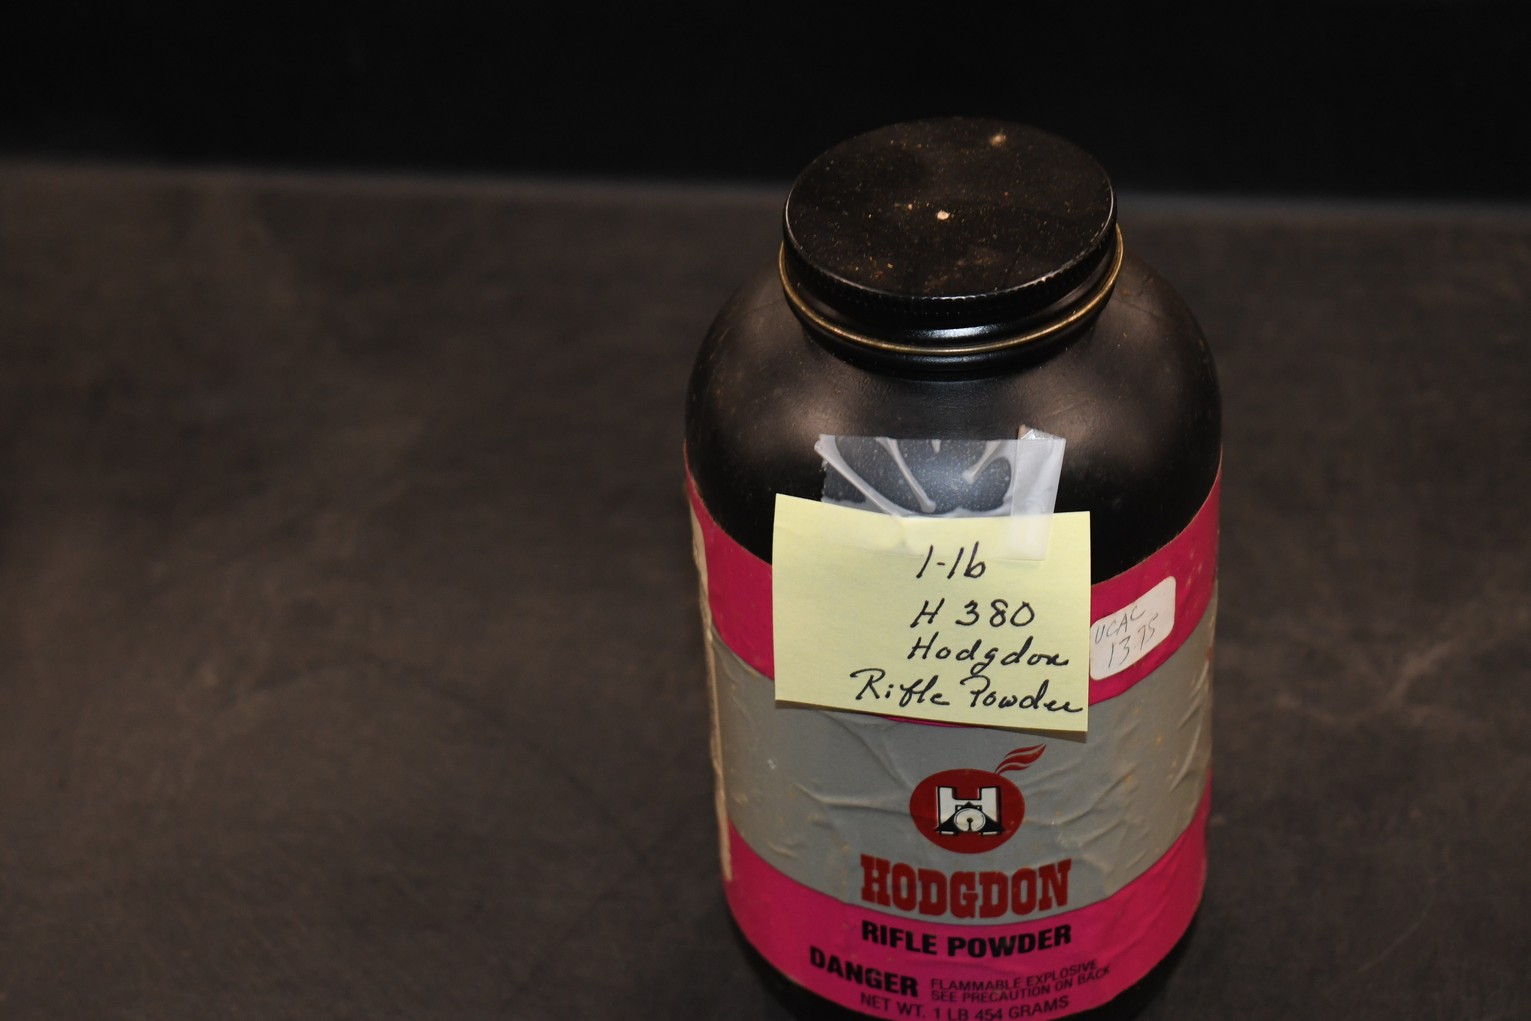 1-lb
H 380
Hodgdon
Rifle Powder
UCAC
13.75
H
HODGDON
RIFLE POWDER
DANGER
FLAMMABLE EXPLOSIVE
SEE PRECAUTION ON BACK
NET WT. 1 LB 454 GRAMS